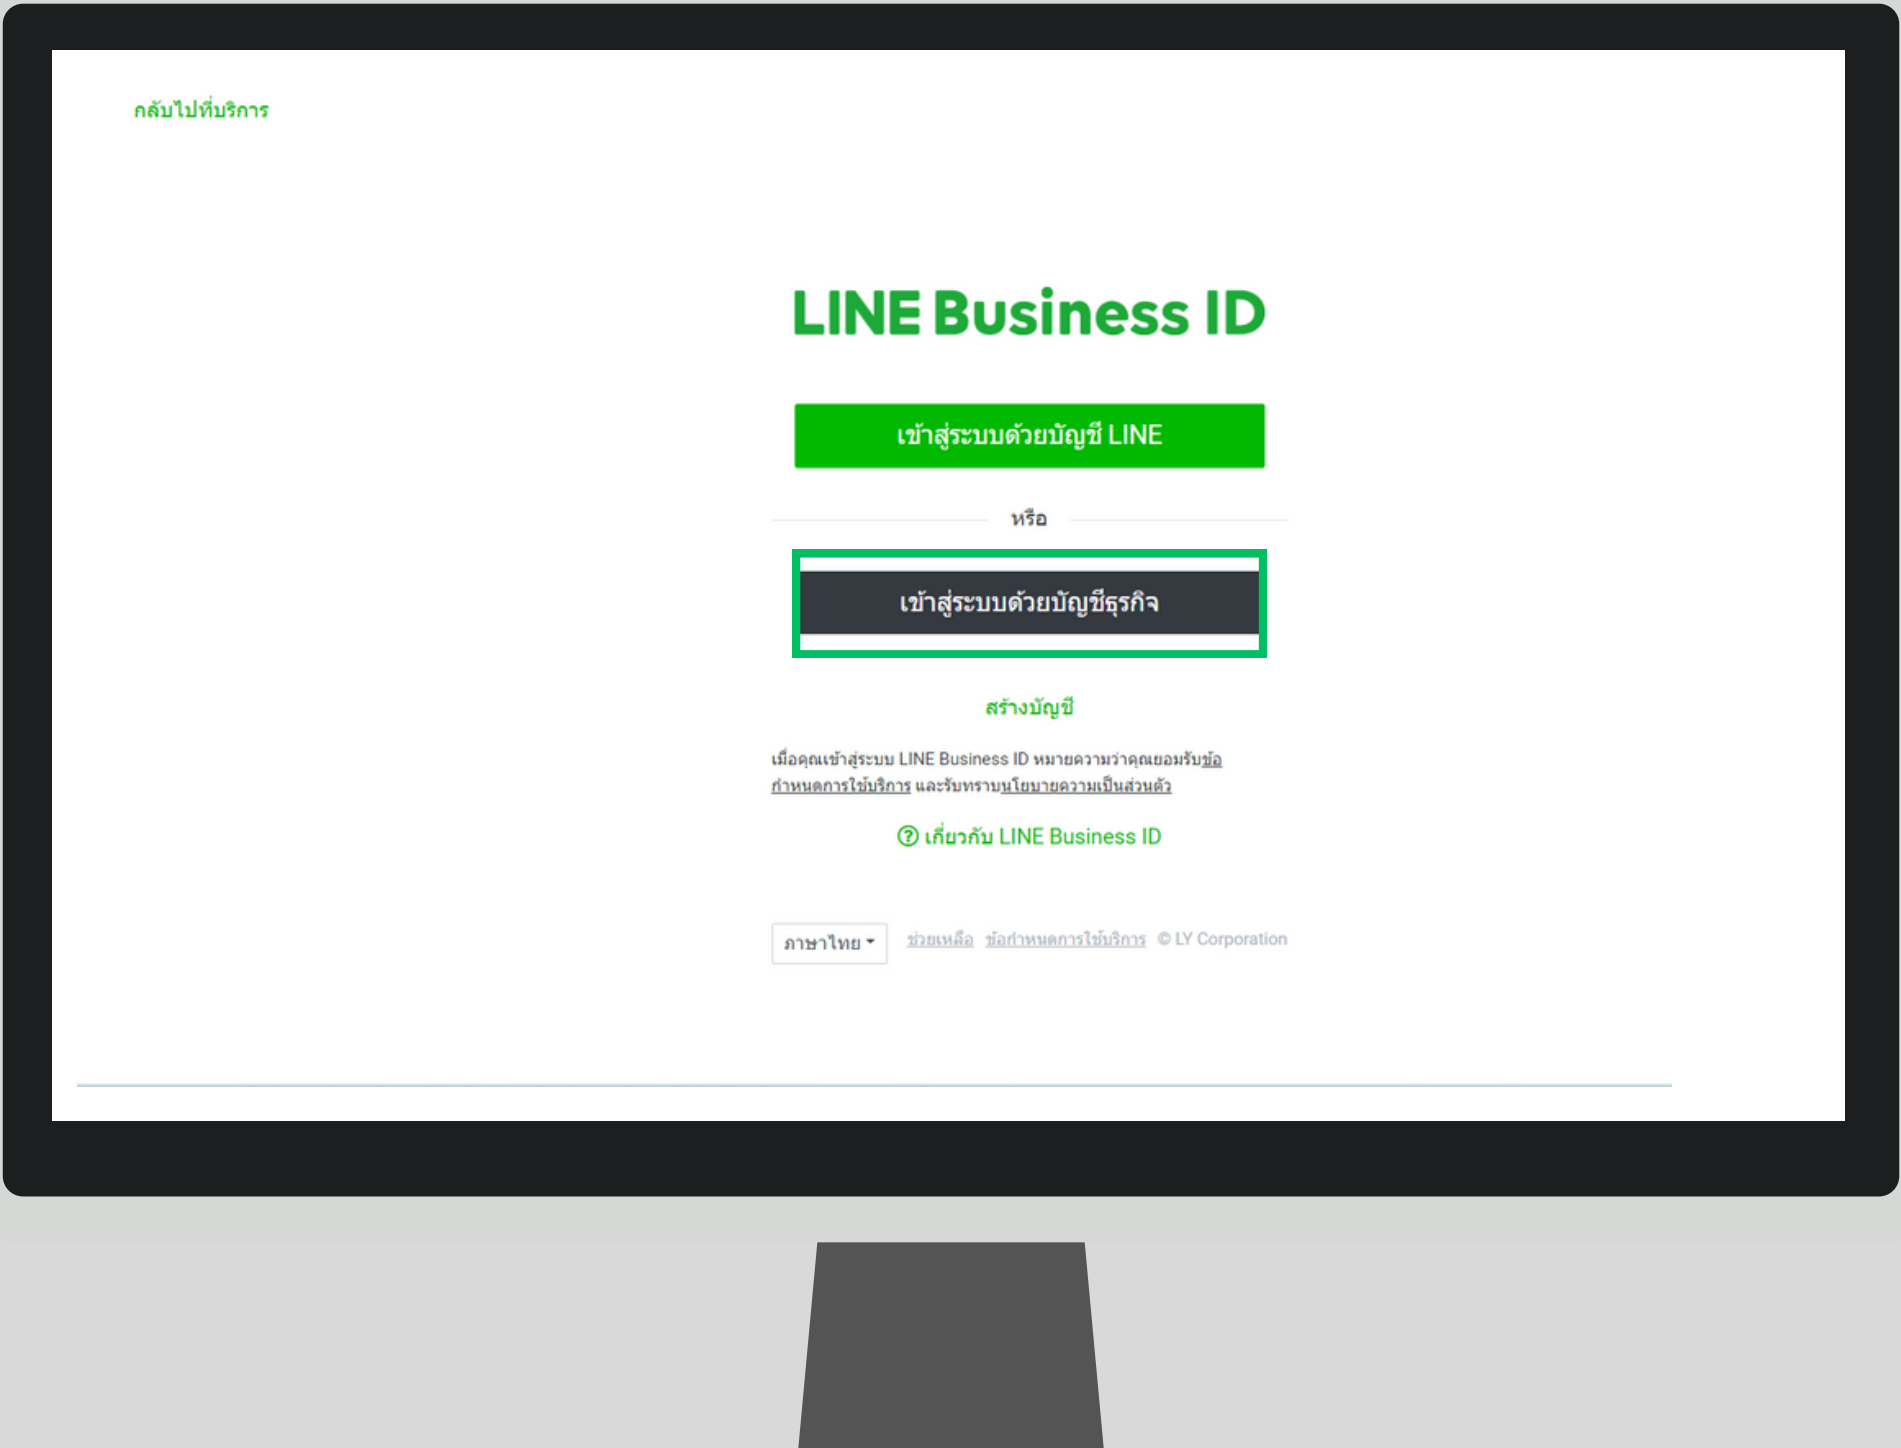 กลับไปที่บริการ
LINE Business ID
เข้าสู่ระบบด้วยบัญชี LINE
หรือ
เข้าสู่ระบบด้วยบัญชีธุรกิจ
สร้างบัญชี
เมื่อคุณเข้าสู่ระบบ LINE Business ID หมายความว่าคุณยอมรับข้อ
กำหนดการใช้บริการ และรับทราบนโยบายความเป็นส่วนตัว
? เกี่ยวกับ LINE Business ID
ภาษาไทย ช่วยเหลือ ข้อกำหนดการใช้บริการ © LY Corporation